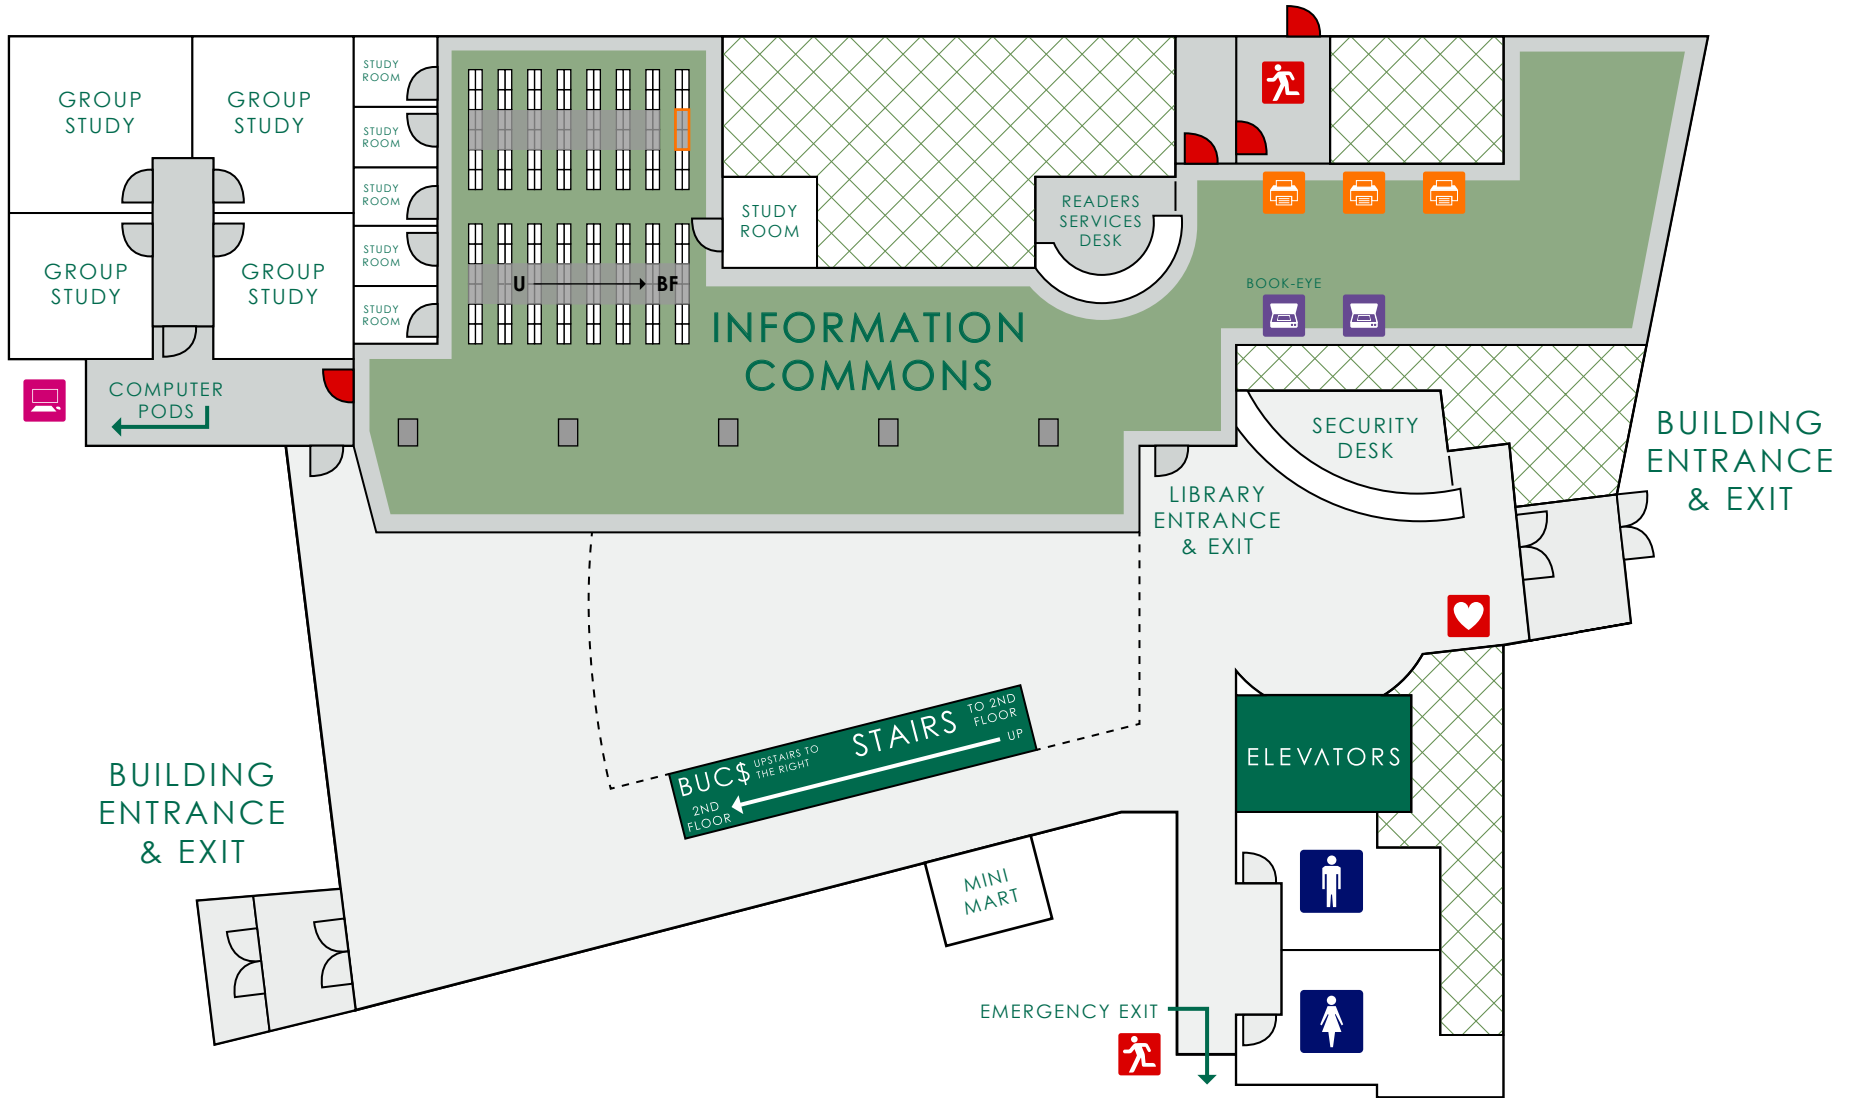 GROUP
STUDY
GROUP
STUDY
GROUP
STUDY
GROUP
STUDY
STUDY
ROOM
STUDY
ROOM
STUDY
ROOM
STUDY
ROOM
STUDY
ROOM
U
BF
STUDY
ROOM
READERS
SERVICES
DESK
BOOK-EYE
INFORMATION
COMMONS
COMPUTER
PODS
SECURITY
DESK
BUILDING
ENTRANCE
& EXIT
LIBRARY
ENTRANCE
& EXIT
BUC$
UPSTAIRS TO
THE RIGHT
2ND
FLOOR
STAIRS
TO 2ND
FLOOR
UP
ELEVATORS
BUILDING
ENTRANCE
& EXIT
MINI
MART
EMERGENCY EXIT